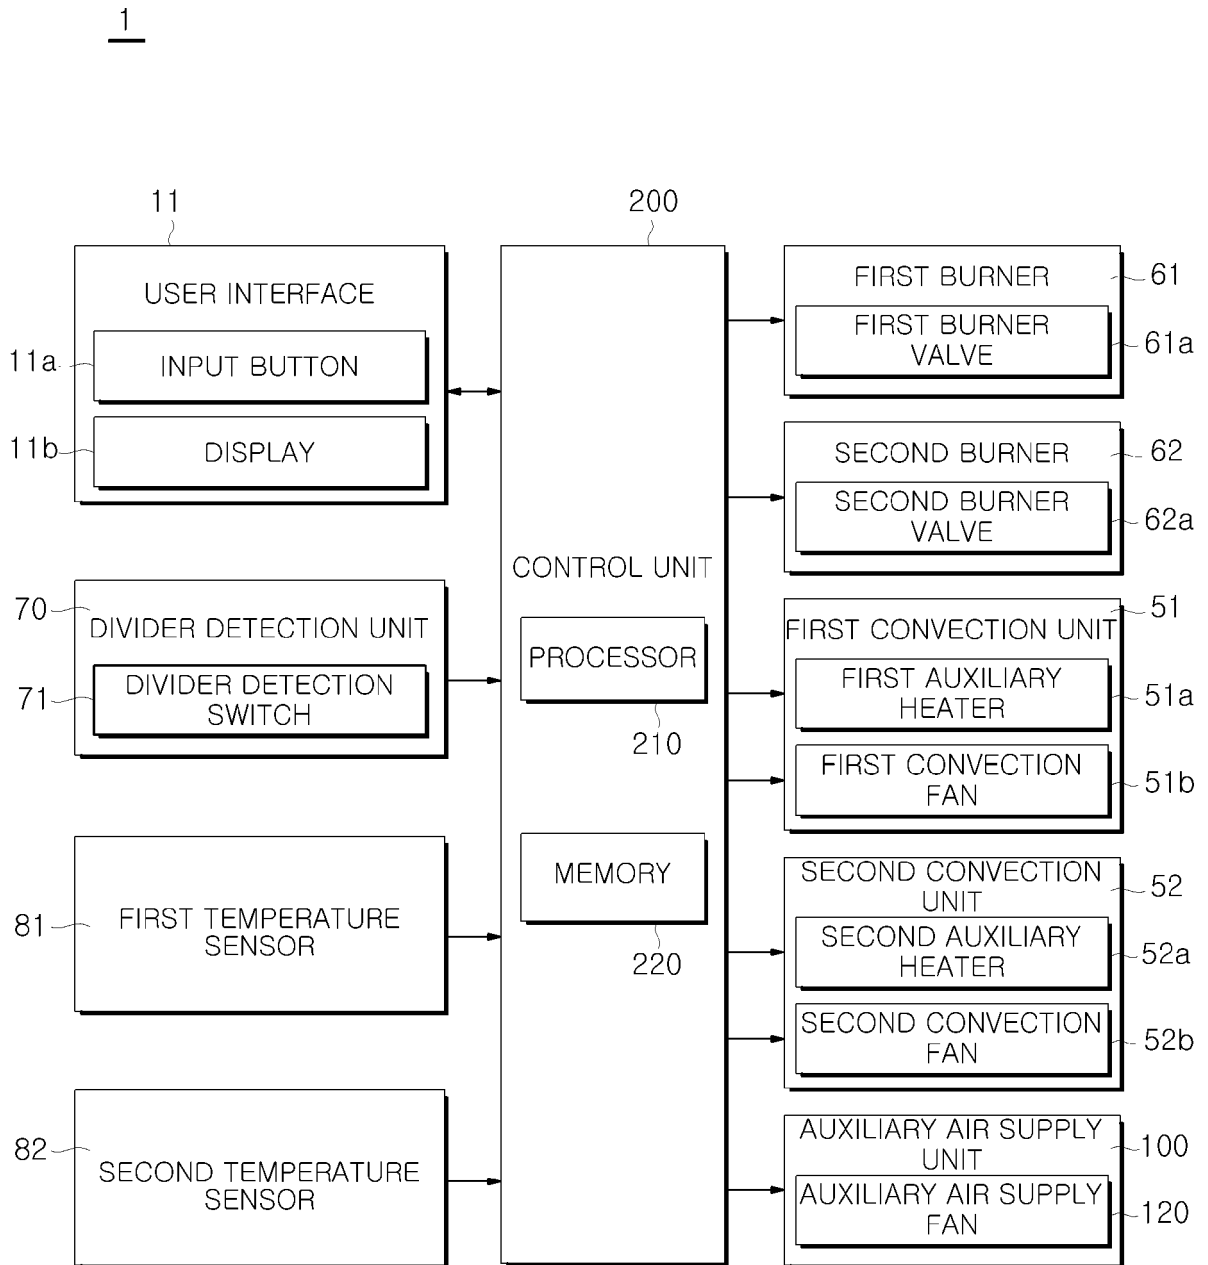 1
11
200
USER INTERFACE
11a
INPUT BUTTON
11b
DISPLAY
70
DIVIDER DETECTION UNIT
71
DIVIDER DETECTION
SWITCH
81
FIRST TEMPERATURE
SENSOR
82
SECOND TEMPERATURE
SENSOR
CONTROL UNIT
PROCESSOR
210
MEMORY
220
FIRST BURNER
61
FIRST BURNER
VALVE
61a
SECOND BURNER
62
SECOND BURNER
VALVE
62a
51
FIRST CONVECTION UNIT
FIRST AUXILIARY
HEATER
51a
FIRST CONVECTION
FAN
51b
SECOND CONVECTION
UNIT
52
SECOND AUXILIARY
HEATER
52a
SECOND CONVECTION
FAN
52b
AUXILIARY AIR SUPPLY
UNIT
100
AUXILIARY AIR SUPPLY
FAN
120